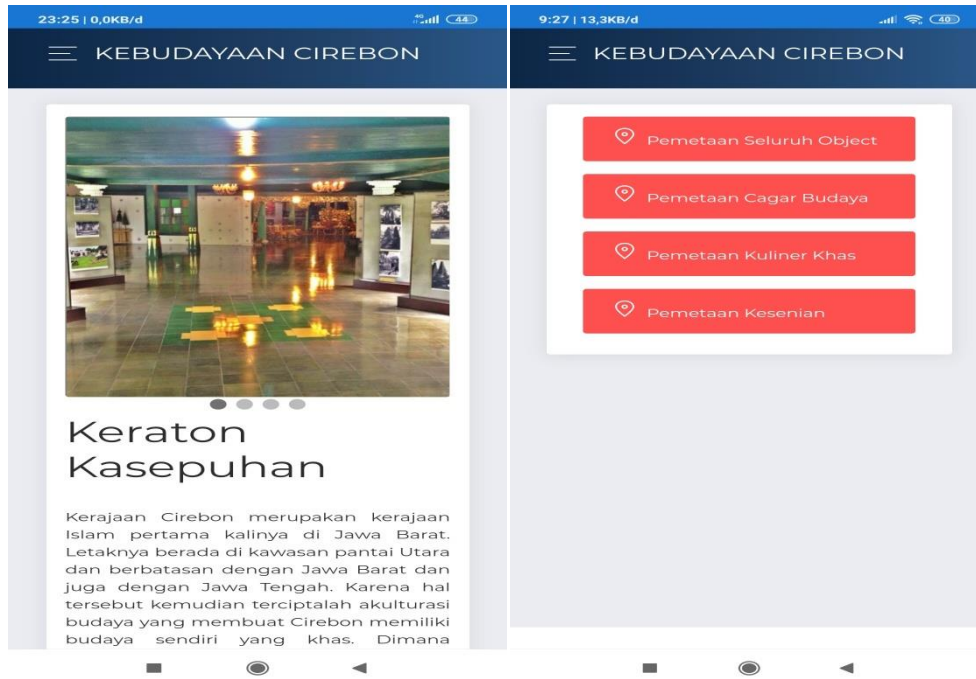 23:25 | 0,0KB/d
4G
44
KEBUDAYAAN CIREBON
Keraton
Kasepuhan
Kerajaan Cirebon merupakan kerajaan
Islam pertama kalinya di Jawa Barat.
Letaknya berada di kawasan pantai Utara
dan berbatasan dengan Jawa Barat dan
juga dengan Jawa Tengah. Karena hal
tersebut kemudian terciptalah akulturasi
budaya yang membuat Cirebon memiliki
budaya sendiri yang khas. Dimana
9:27 | 13,3KB/d
40
KEBUDAYAAN CIREBON
Pemetaan Seluruh Object
Pemetaan Cagar Budaya
Pemetaan Kuliner Khas
Pemetaan Kesenian